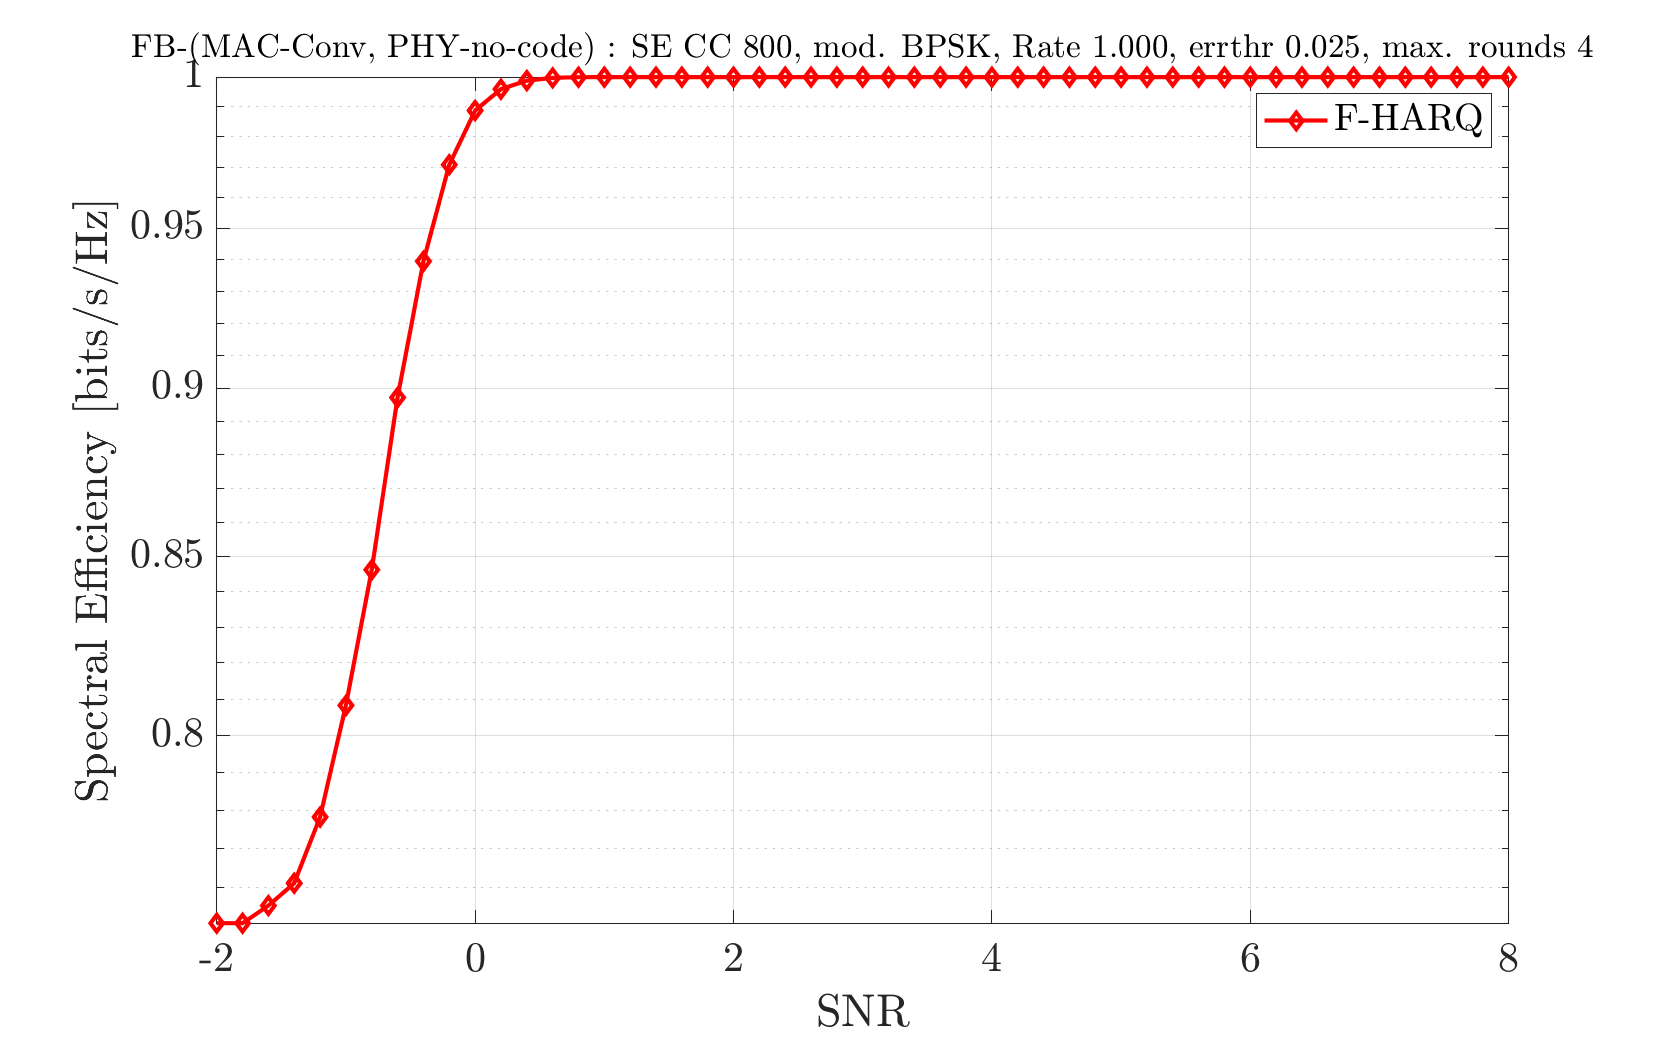 FB-(MAC-Conv, PHY-no-code) : SE CC 800, mod. BPSK, Rate 1.000, errthr 0.025, max. rounds 4
1
F-HARQ
0.95
0.9
0.85
0.8
Spectral Efficiency [bits/s/Hz]
-2 0 2 4 6 8
SNR